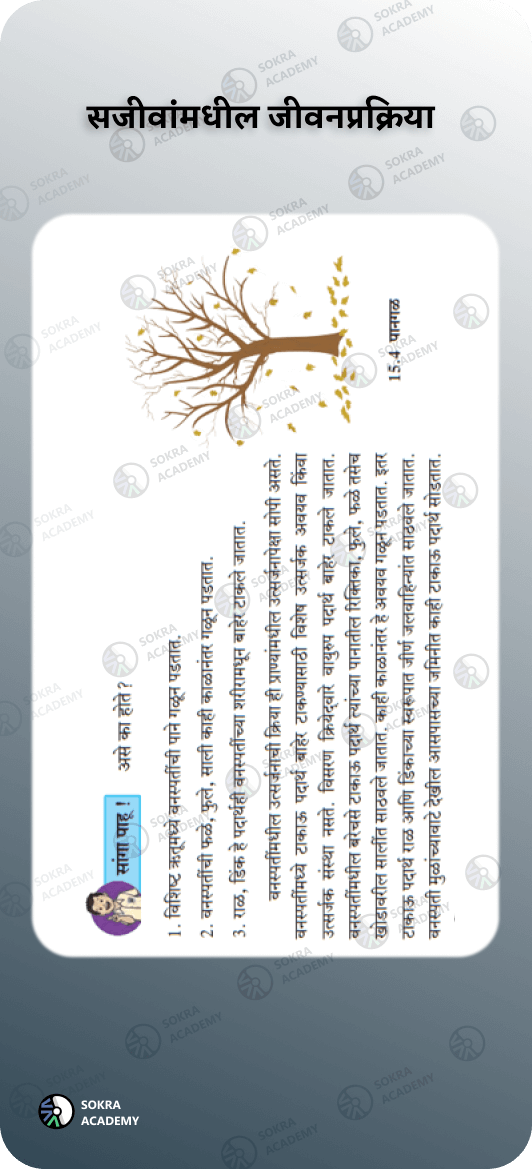 सजीवांमधील जीवनप्रक्रिया
सांगा पाहू !
असे का होते ?
1. विशिष्ट ऋतूमध्ये वनस्पतींची पाने गळून पडतात.
2. वनस्पतींची फळे, फुले, साली काही काळानंतर गळून पडतात.
3. राळ, डिंक हे पदार्थही वनस्पतींच्या शरीरामधून बाहेर टाकले जातात.
वनस्पतींमधील उत्सर्जनाची क्रिया ही प्राण्यांमधील उत्सर्जनापेक्षा सोपी असते.
वनस्पतींमध्ये टाकाऊ पदार्थ बाहेर टाकण्यासाठी विशेष उत्सर्जक अवयव किंवा
उत्सर्जक संस्था नसते. विसरण क्रियेद्वारे वायुरुप पदार्थ बाहेर टाकले जातात.
वनस्पतींमधील बरेचसे टाकाऊ पदार्थ त्यांच्या पानातील रिक्तिका, फुले, फळे तसेच
खोडावरील सालींत साठवले जातात. काही काळानंतर हे अवयव गळून पडतात. इतर
टाकाऊ पदार्थ राळ आणि डिंकाच्या स्वरूपात जीर्ण जलवाहिन्यांत साठवले जातात.
वनस्पती मुळांच्यावाटे देखील आसपासच्या जमिनीत काही टाकाऊ पदार्थ सोडतात.
15.4 पानगळ
SOKRA
ACADEMY